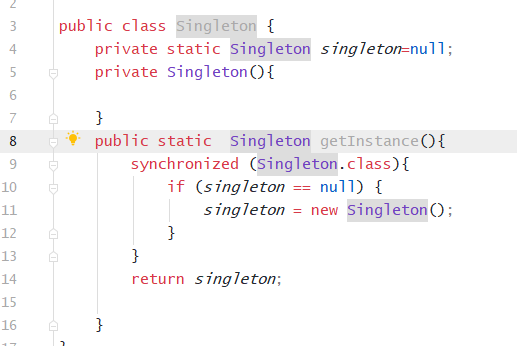 2
3 public class Singleton {
4 private static Singleton singleton=null;
5 private Singleton(){
6
7 }
8 public static  Singleton getInstance(){
9 synchronized (Singleton.class){
10 if (singleton == null) {
11 singleton = new Singleton();
12 }
13 }
14 return singleton;
15
16 }
17 }